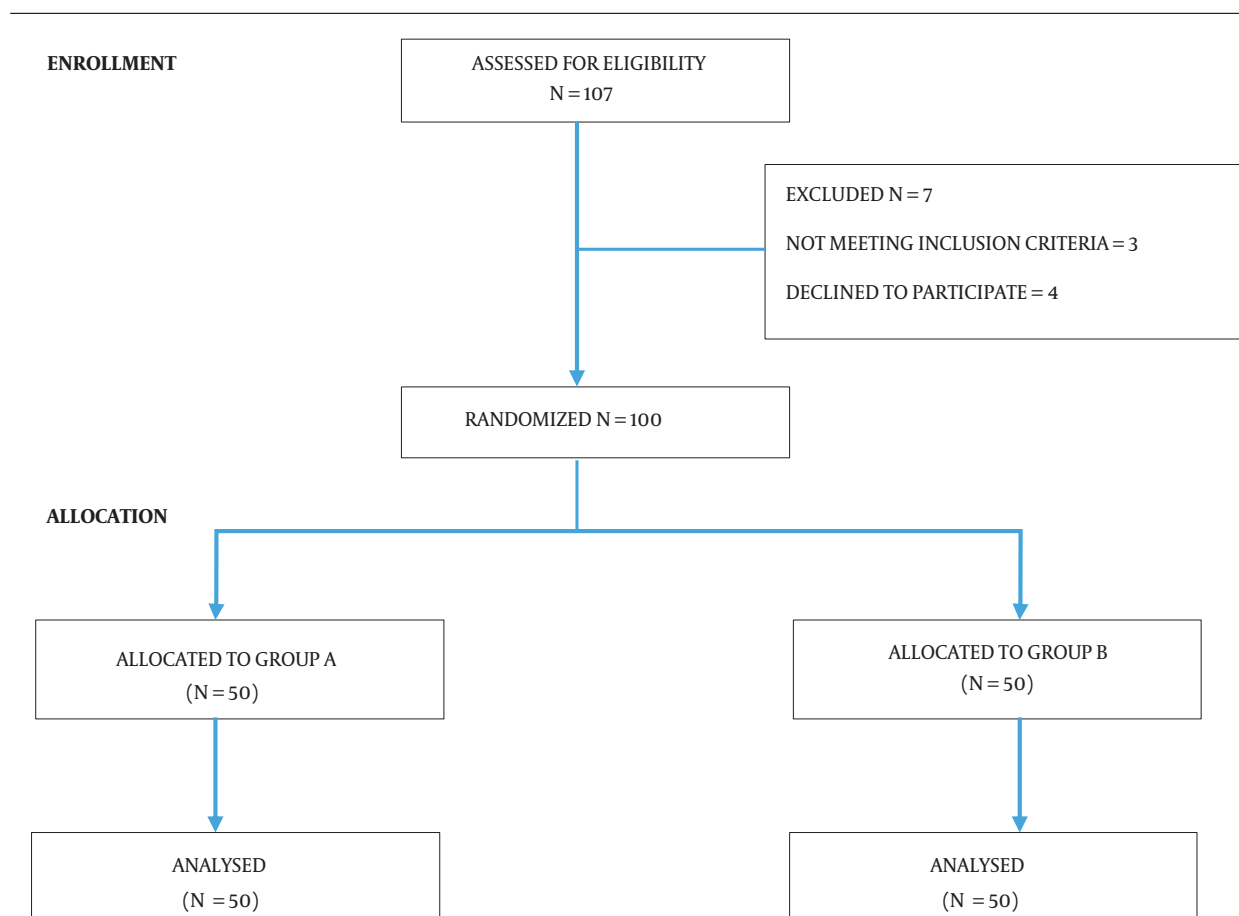 ENROLLMENT
ASSESSED FOR ELIGIBILITY
N = 107
EXCLUDED N = 7
NOT MEETING INCLUSION CRITERIA = 3
DECLINED TO PARTICIPATE = 4
RANDOMIZED N = 100
ALLOCATION
ALLOCATED TO GROUP A
(N = 50)
ALLOCATED TO GROUP B
(N = 50)
ANALYSED
(N = 50)
ANALYSED
(N = 50)